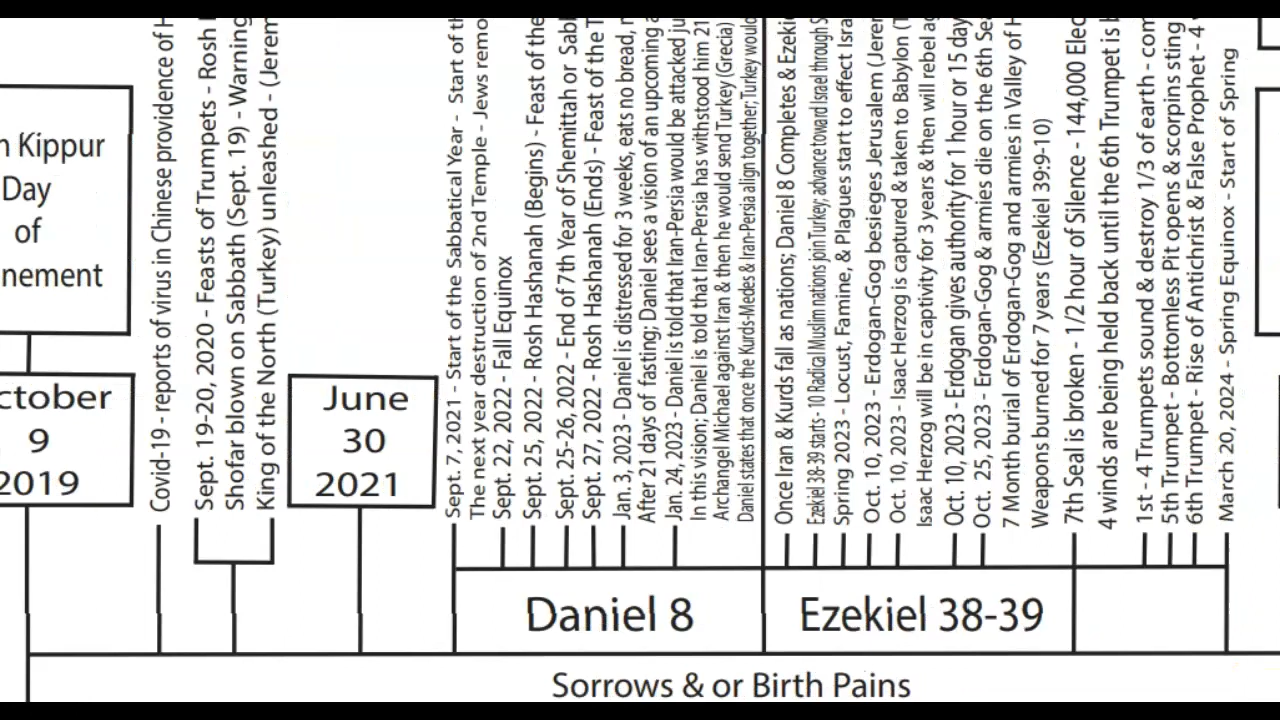 Kippur
Day
of
2019
9
Covid-19 - reports of virus in Chinese providence of
Sept. 19-20, 2020 - Feasts of Trumpets - Rosh
Shofar blown on Sabbath (Sept. 19) - Warning
King of the North (Turkey) unleashed - (Jerem
June
30
2021
Sept. 7, 2021 - Start of the Sabbatical Year - Start of th
The next year destruction of 2nd Temple - Jews remo
Sept. 22, 2022 - Fall Equinox
Sept. 25, 2022 - Rosh Hashanah (Begins) - Feast of the
Sept. 25-26, 2022 - End of 7th Year of Shemittah or Sab
Sept. 27, 2022 - Rosh Hashanah (Ends) - Feast of the T
Jan. 3, 2023 - Daniel is distressed for 3 weeks, eats no bread,
After 21 days of fasting; Daniel sees a vision of an upcoming
Jan. 24, 2023 - Daniel is told that Iran-Persia would be attacked ju
In this vision; Daniel is told that Iran-Persia has withstood him 21
Archangel Michael against Iran & then he would send Turkey (Grecia)
Daniel states that once the Kurds-Medes & Iran-Persia align together; Turkey would
Once Iran & Kurds fall as nations; Daniel 8 Completes & Ezekie
Ezekiel 38-39 starts - 10 Radical Muslim nations join Turkey; advance toward Israel through S
Spring 2023 - Locust, Famine, & Plagues start to effect Isra
Oct. 10, 2023 - Erdogan-Gog besieges Jerusalem (Jerem
Oct. 10, 2023 - Isaac Herzog is captured & taken to Babylon (T
Isaac Herzog will be in captivity for 3 years & then will rebel ag
Oct. 10, 2023 - Erdogan gives authority for 1 hour or 15 day
Oct. 25, 2023 - Erdogan-Gog & armies die on the 6th Sea
7 Month burial of Erdogan-Gog and armies in Valley of H
Weapons burned for 7 years (Ezekiel 39:9-10)
7th Seal is broken - 1/2 hour of Silence - 144,000 Elec
4 winds are being held back until the 6th Trumpet is
1st - 4 Trumpets sound & destroy 1/3 of earth - com
5th Trumpet - Bottomless Pit opens & scorpins sting
6th Trumpet - Rise of Antichrist & False Prophet - 4
March 20, 2024 - Spring Equinox - Start of Spring
Daniel 8
Ezekiel 38-39
Sorrows & or Birth Pains